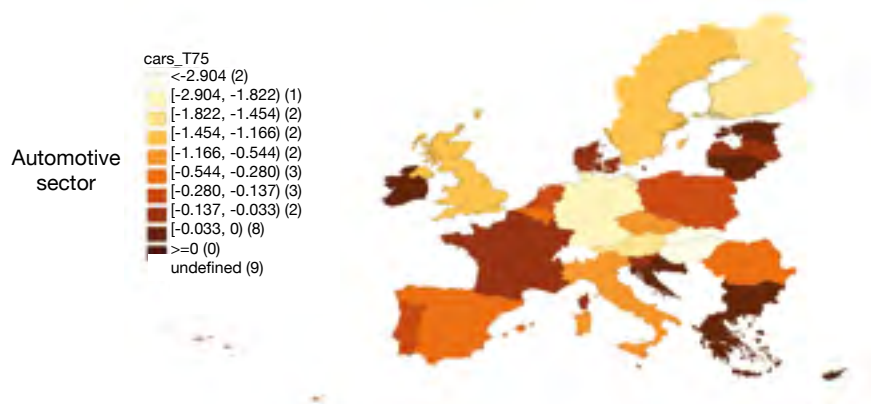 cars_T75
<-2.904 (2)
[-2.904, -1.822) (1)
[-1.822, -1.454) (2)
[-1.454, -1.166) (2)
[-1.166, -0.544) (2)
[-0.544, -0.280) (3)
[-0.280, -0.137) (3)
[-0.137, -0.033) (2)
[-0.033, 0) (8)
>=0 (0)
undefined (9)
Automotive
sector